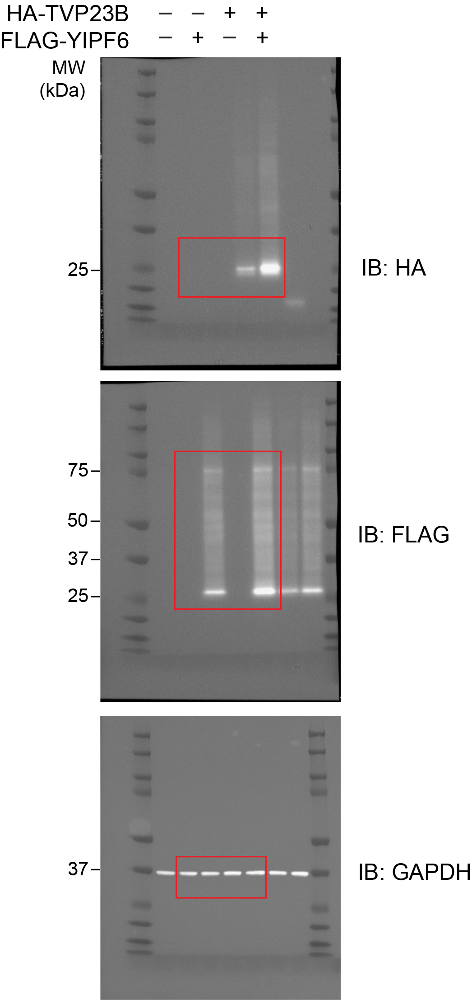 HA-TVP23B – – + +
FLAG-YIPF6 – + – +
MW
(kDa)
25
IB: HA
75
50
37
25
IB: FLAG
37
IB: GAPDH